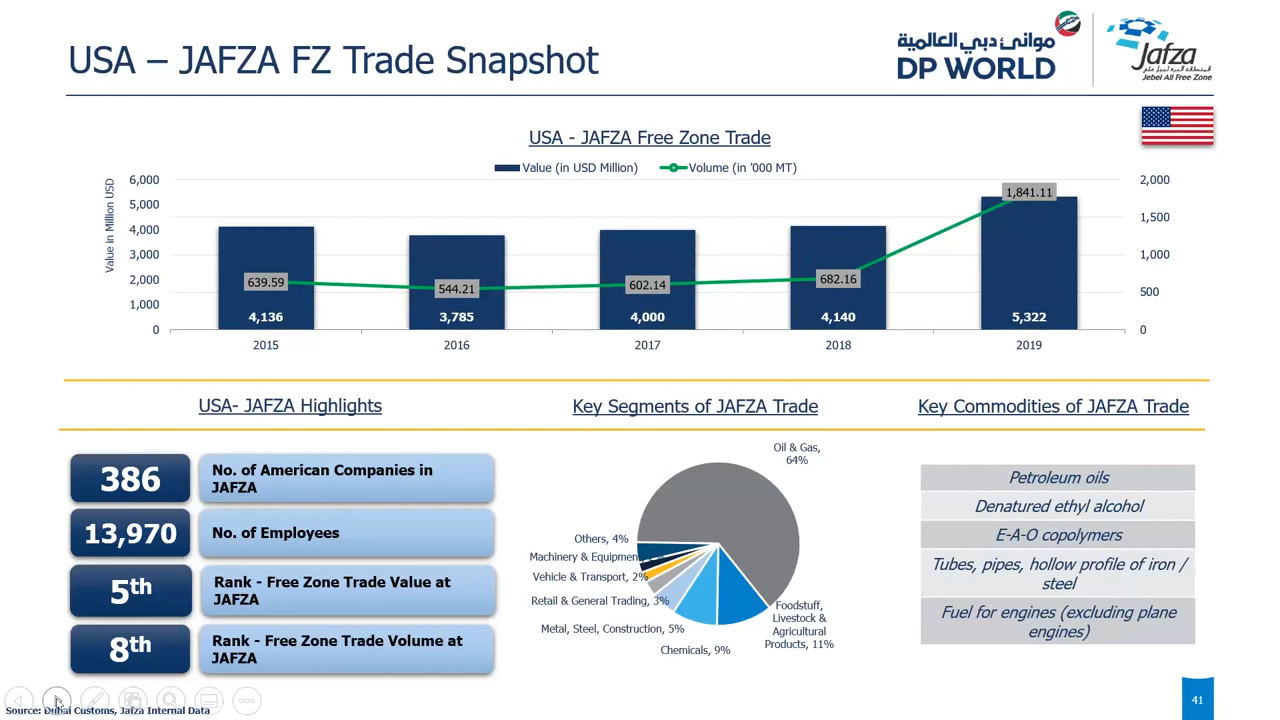 USA – JAFZA FZ Trade Snapshot
موانئ دبي العالمية
DP WORLD
Jafza
Jebel Ali Free Zone
USA - JAFZA Free Zone Trade
Value (in USD Million)
Volume (in '000 MT)
Value in Million USD
6,000
5,000
4,000
3,000
2,000
1,000
0
2,000
1,500
1,000
500
0
639.59
544.21
602.14
682.16
1,841.11
4,136
3,785
4,000
4,140
5,322
2015
2016
2017
2018
2019
USA- JAFZA Highlights
386
No. of American Companies in
JAFZA
13,970
No. of Employees
5th
Rank - Free Zone Trade Value at
JAFZA
8th
Rank - Free Zone Trade Volume at
JAFZA
Key Segments of JAFZA Trade
Oil & Gas,
64%
Others, 4%
Machinery & Equipment,
Vehicle & Transport, 2%
Retail & General Trading, 3%
Metal, Steel, Construction, 5%
Chemicals, 9%
Foodstuff,
Livestock &
Agricultural
Products, 11%
Key Commodities of JAFZA Trade
Petroleum oils
Denatured ethyl alcohol
E-A-O copolymers
Tubes, pipes, hollow profile of iron /
steel
Fuel for engines (excluding plane
engines)
Source: Dubai Customs, Jafza Internal Data
41